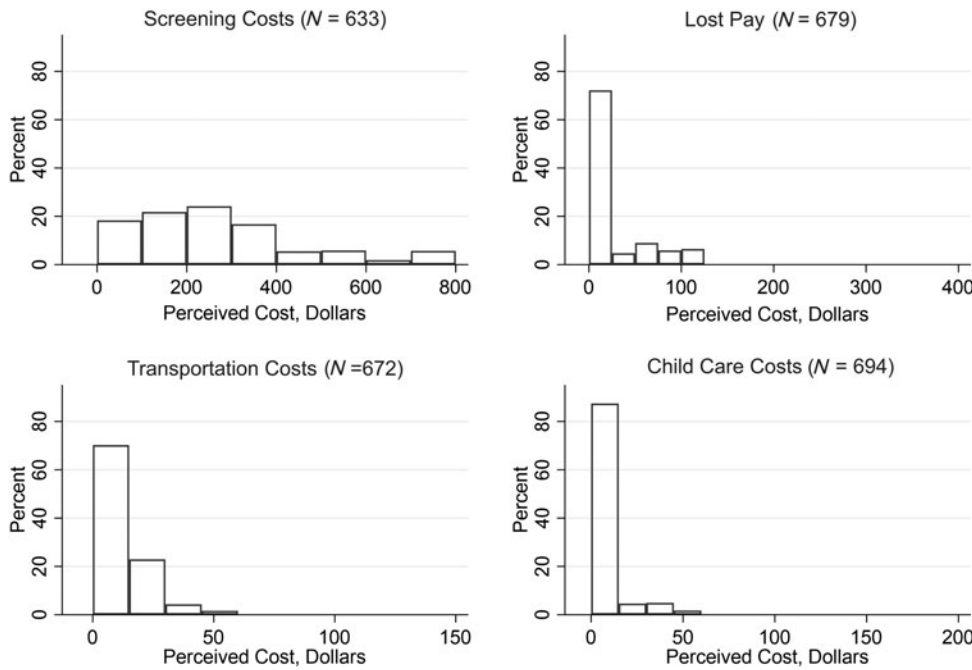 Screening Costs (N = 633)
Percent
80
60
40
20
0
0 200 400 600 800
Perceived Cost, Dollars
Lost Pay (N = 679)
Percent
80
60
40
20
0
0 100 200 300 400
Perceived Cost, Dollars
Transportation Costs (N =672)
Percent
80
60
40
20
0
0 50 100 150
Perceived Cost, Dollars
Child Care Costs (N = 694)
Percent
80
60
40
20
0
0 50 100 150 200
Perceived Cost, Dollars